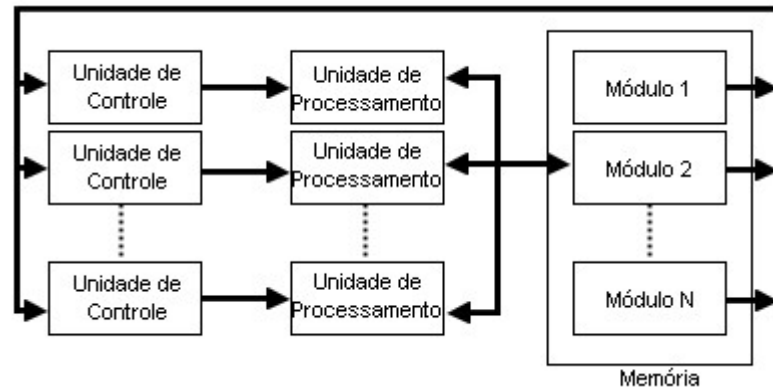 Unidade de
Controle
Unidade de
Processamento
Módulo 1
Unidade de
Controle
Unidade de
Processamento
Módulo 2
Unidade de
Controle
Unidade de
Processamento
Módulo N
Memória